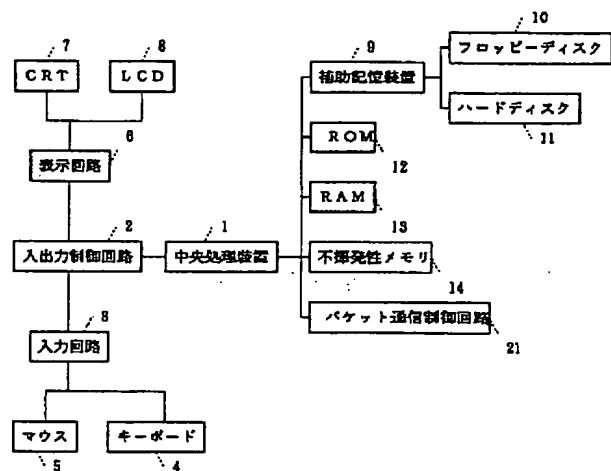 10
7
8
9
フロッピーディスク
CRT
LCD
補助記憶装置
ハードディスク
6
11
ROM
表示回路
12
RAM
2
1
13
入出力制御回路
中央処理装置
不揮発性メモリ
3
14
パケット通信制御回路
入力回路
21
マウス
キーボード
5
4